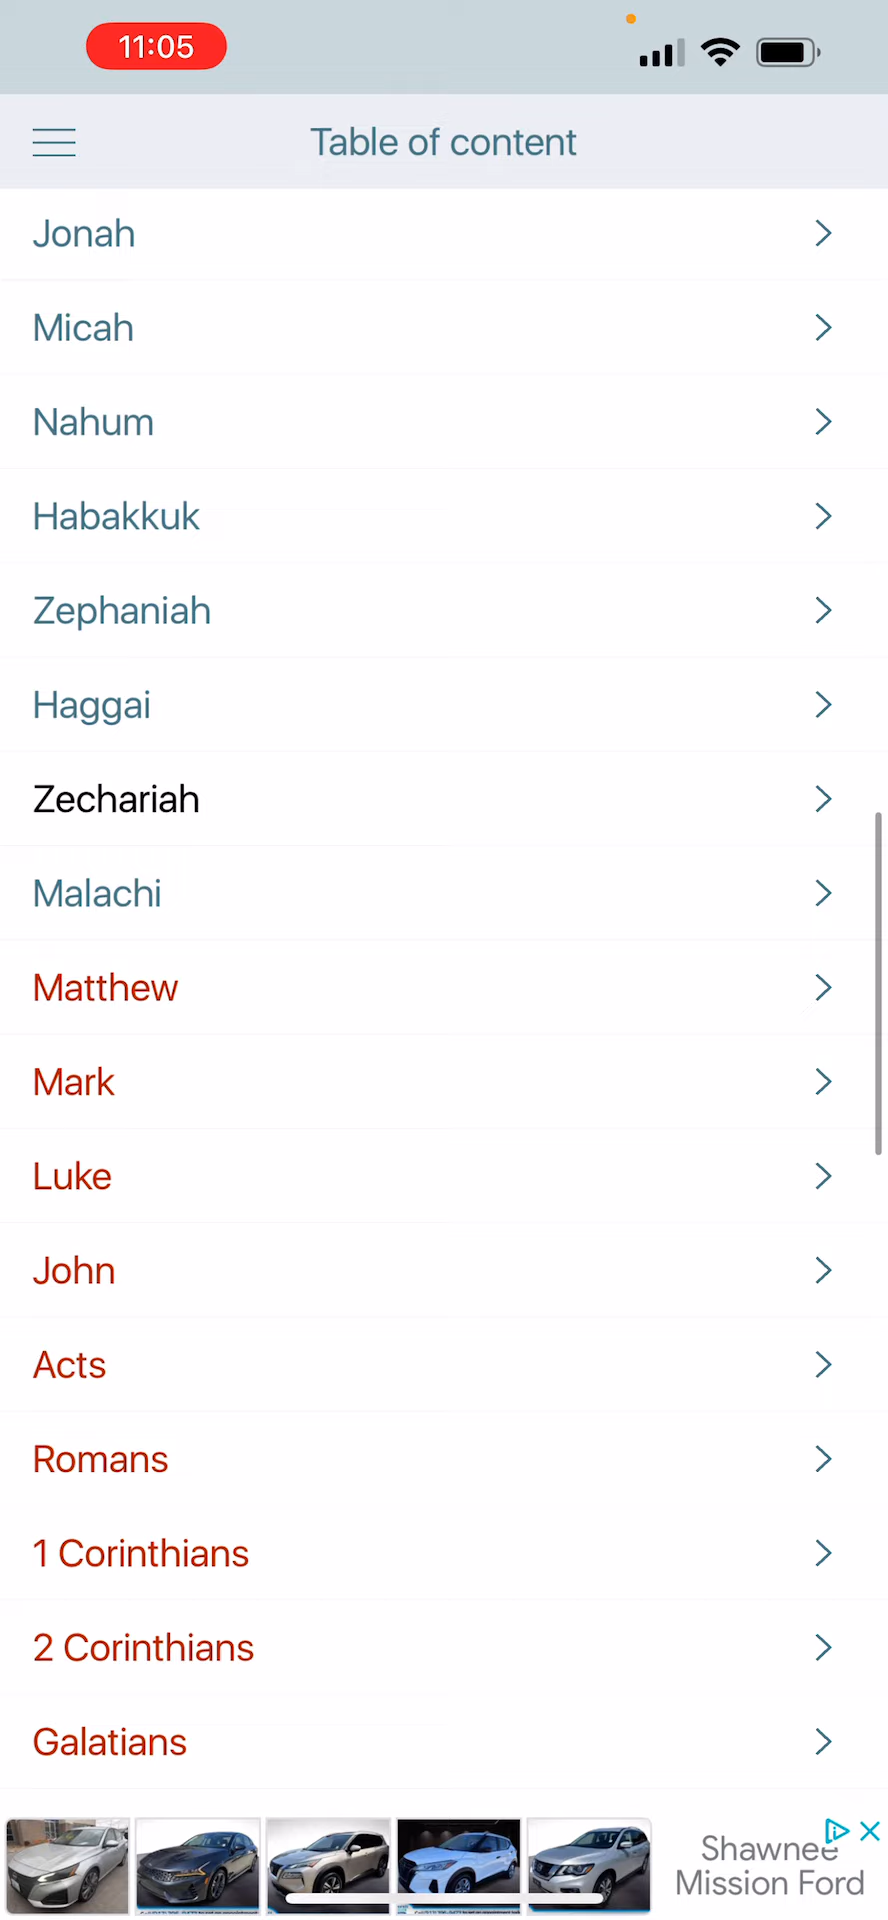 11:05
Table of content
Jonah
Micah
Nahum
Habakkuk
Zephaniah
Haggai
Zechariah
Malachi
Matthew
Mark
Luke
John
Acts
Romans
1 Corinthians
2 Corinthians
Galatians
Shawnee
Mission Ford